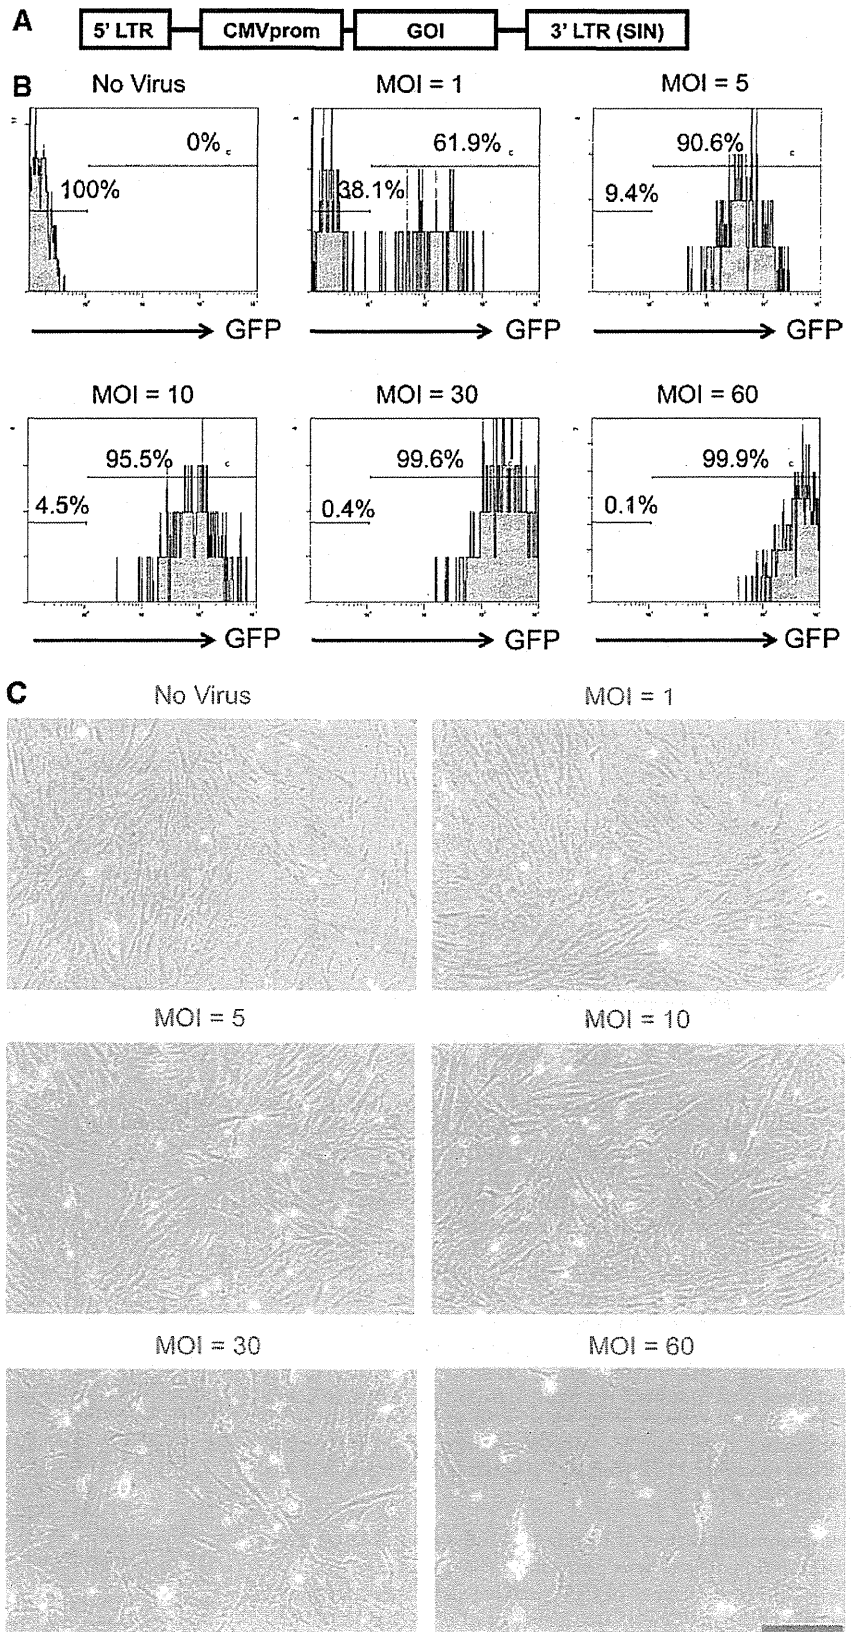 A
5' LTR CMVprom GOI 3' LTR (SIN)
B
No Virus MOI = 1 MOI = 5
0% 61.9% 90.6%
100% 38.1% 9.4%
GFP GFP GFP
MOI = 10 MOI = 30 MOI = 60
95.5% 99.6% 99.9%
4.5% 0.4% 0.1%
GFP GFP GFP
C
No Virus MOI = 1
MOI = 5 MOI = 10
MOI = 30 MOI = 60